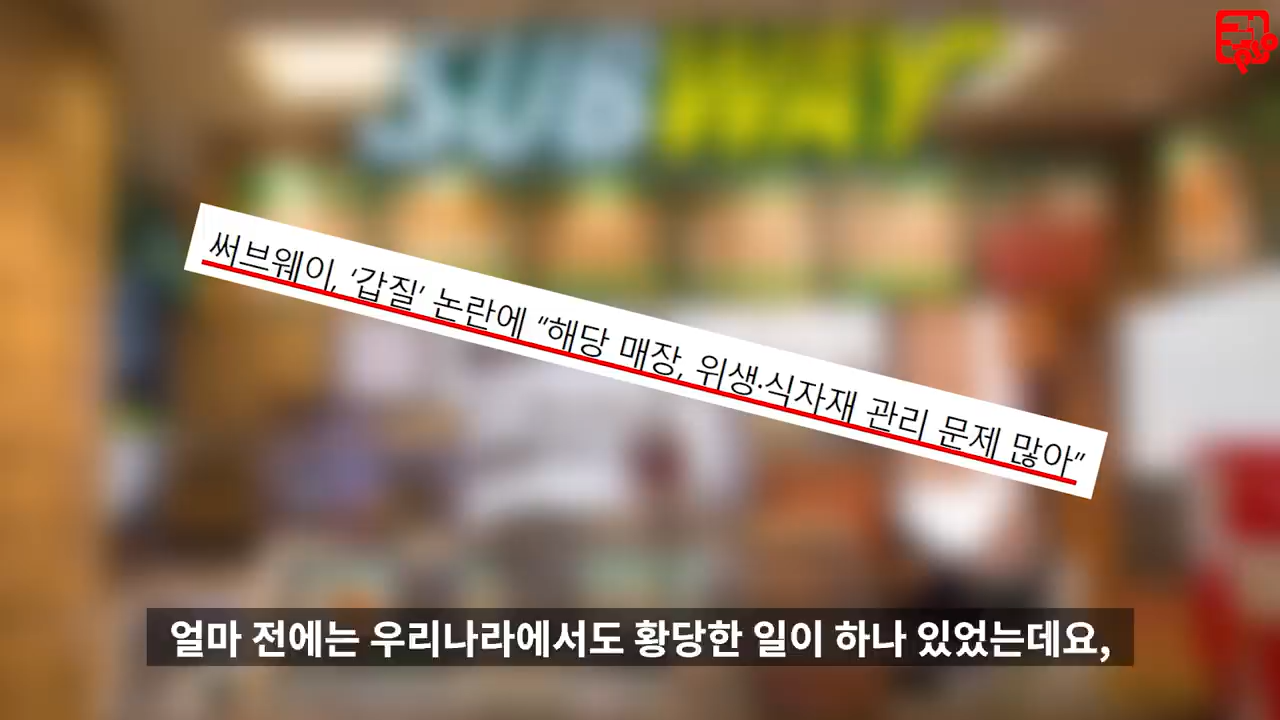 SUBWAY
써브웨이, ‘갑질’ 논란에 “해당 매장, 위생·식자재 관리 문제 많아”
얼마 전에는 우리나라에서도 황당한 일이 하나 있었는데요,